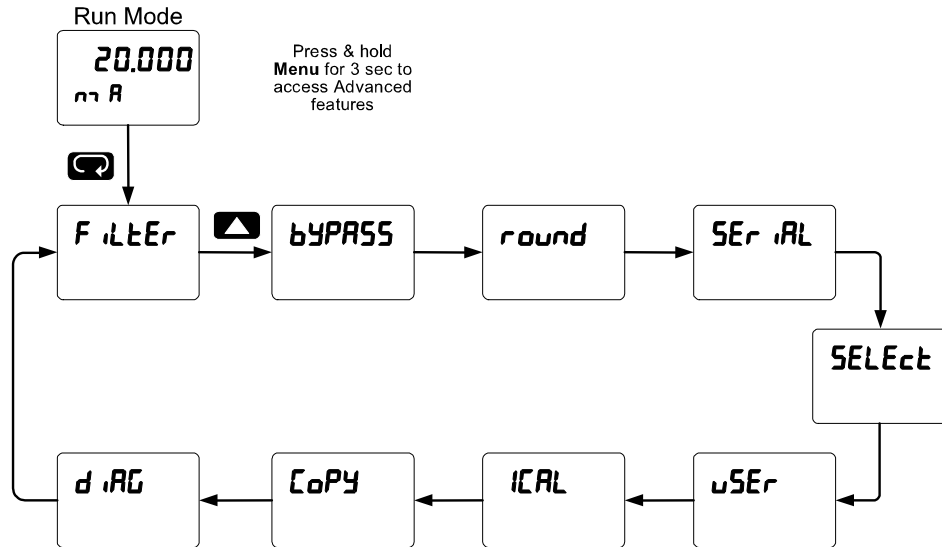 Run Mode
20.000
mA
Press & hold
Menu for 3 sec to
access Advanced
features
FiLtEr
bYPASS
round
SEriAL
SELEct
uSEr
ICAL
CoPY
diAG